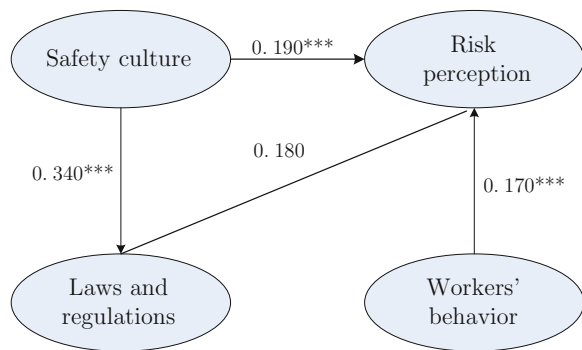 Safety culture
0.190***
Risk
perception
0.340***
0.180
0.170***
Laws and
regulations
Workers'
behavior